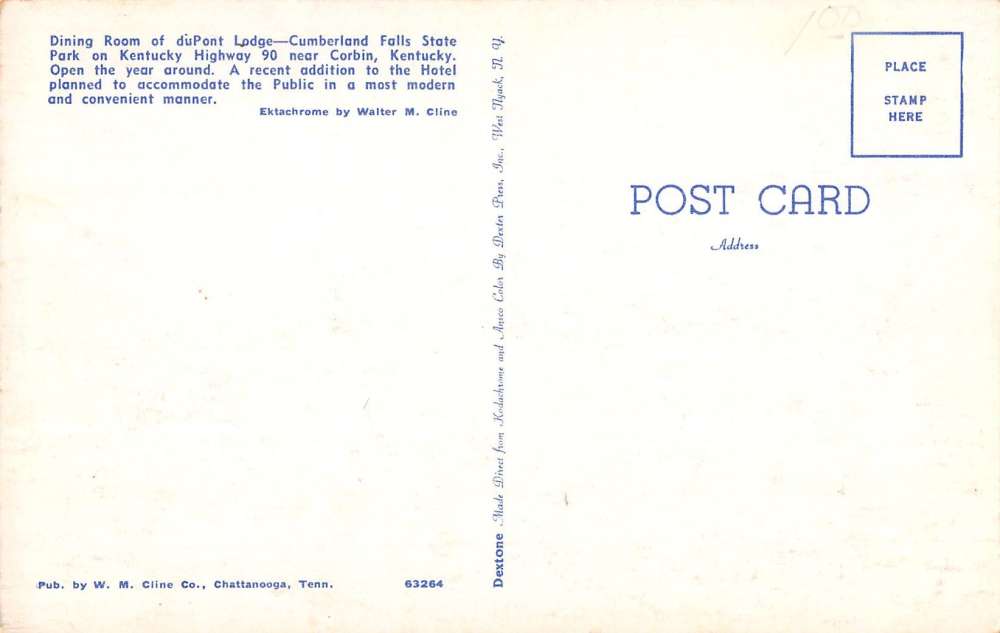 Dining Room of duPont Lodge—Cumberland Falls State
Park on Kentucky Highway 90 near Corbin, Kentucky.
Open the year around. A recent addition to the Hotel
planned to accommodate the Public in a most modern
and convenient manner.
Ektachrome by Walter M. Cline
Pub. by W. M. Cline Co., Chattanooga, Tenn. 63264
Dextone Made Direct from Kodachrome and Ansco Color By Dexter Press, Inc., West Nyack, N. Y.
100
PLACE
STAMP
HERE
POST CARD
Address